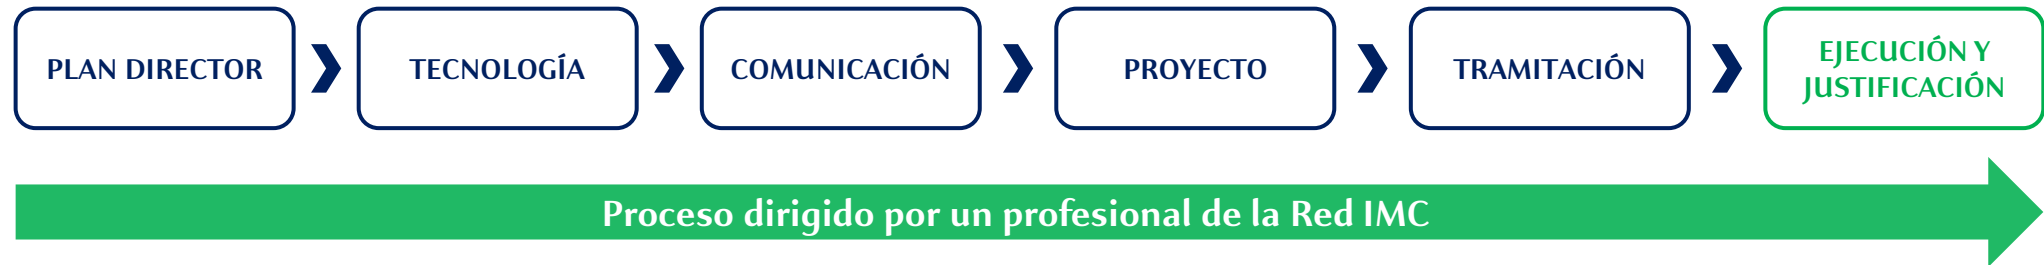 PLAN DIRECTOR
TECNOLOGÍA
COMUNICACIÓN
PROYECTO
TRAMITACIÓN
EJECUCIÓN Y
JUSTIFICACIÓN
Proceso dirigido por un profesional de la Red IMC